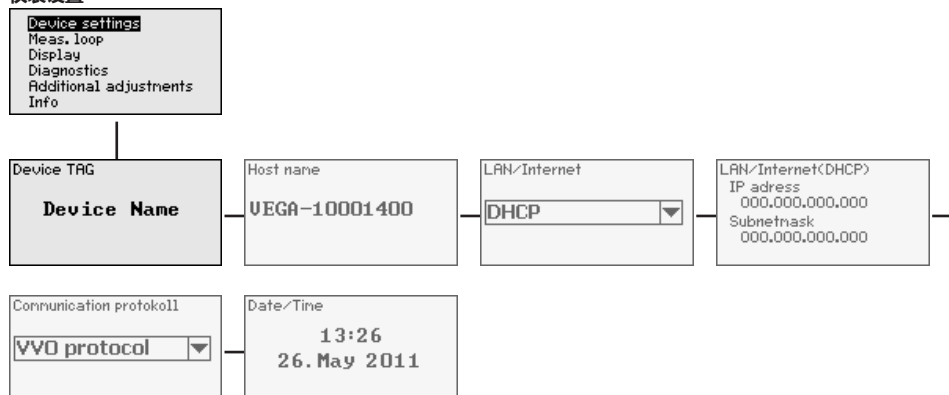 Device settings
Meas. loop
Display
Diagnostics
Additional adjustments
Info
Device TAG
Device Name
Host name
VEGA-10001400
LAN/Internet
DHCP
LAN/Internet(DHCP)
IP adress
000.000.000.000
Subnetmask
000.000.000.000
Communication protokoll
VVO protocol
Date/Time
13:26
26. May 2011